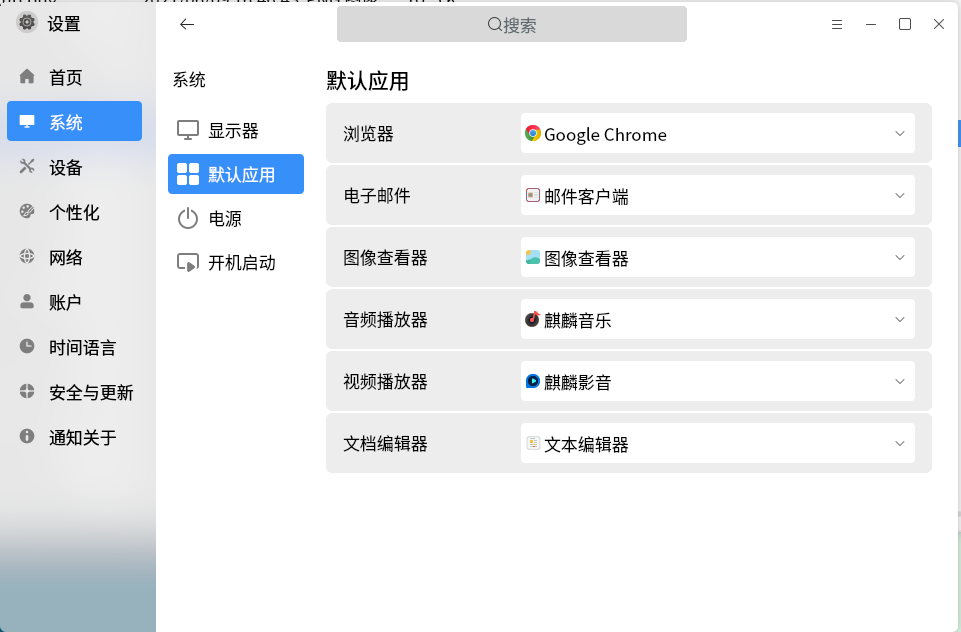 设置
搜索
首页
系统
设备
个性化
网络
账户
时间语言
安全与更新
通知关于
系统
显示器
默认应用
电源
开机启动
默认应用
浏览器
Google Chrome
电子邮件
邮件客户端
图像查看器
图像查看器
音频播放器
麒麟音乐
视频播放器
麒麟影音
文档编辑器
文本编辑器